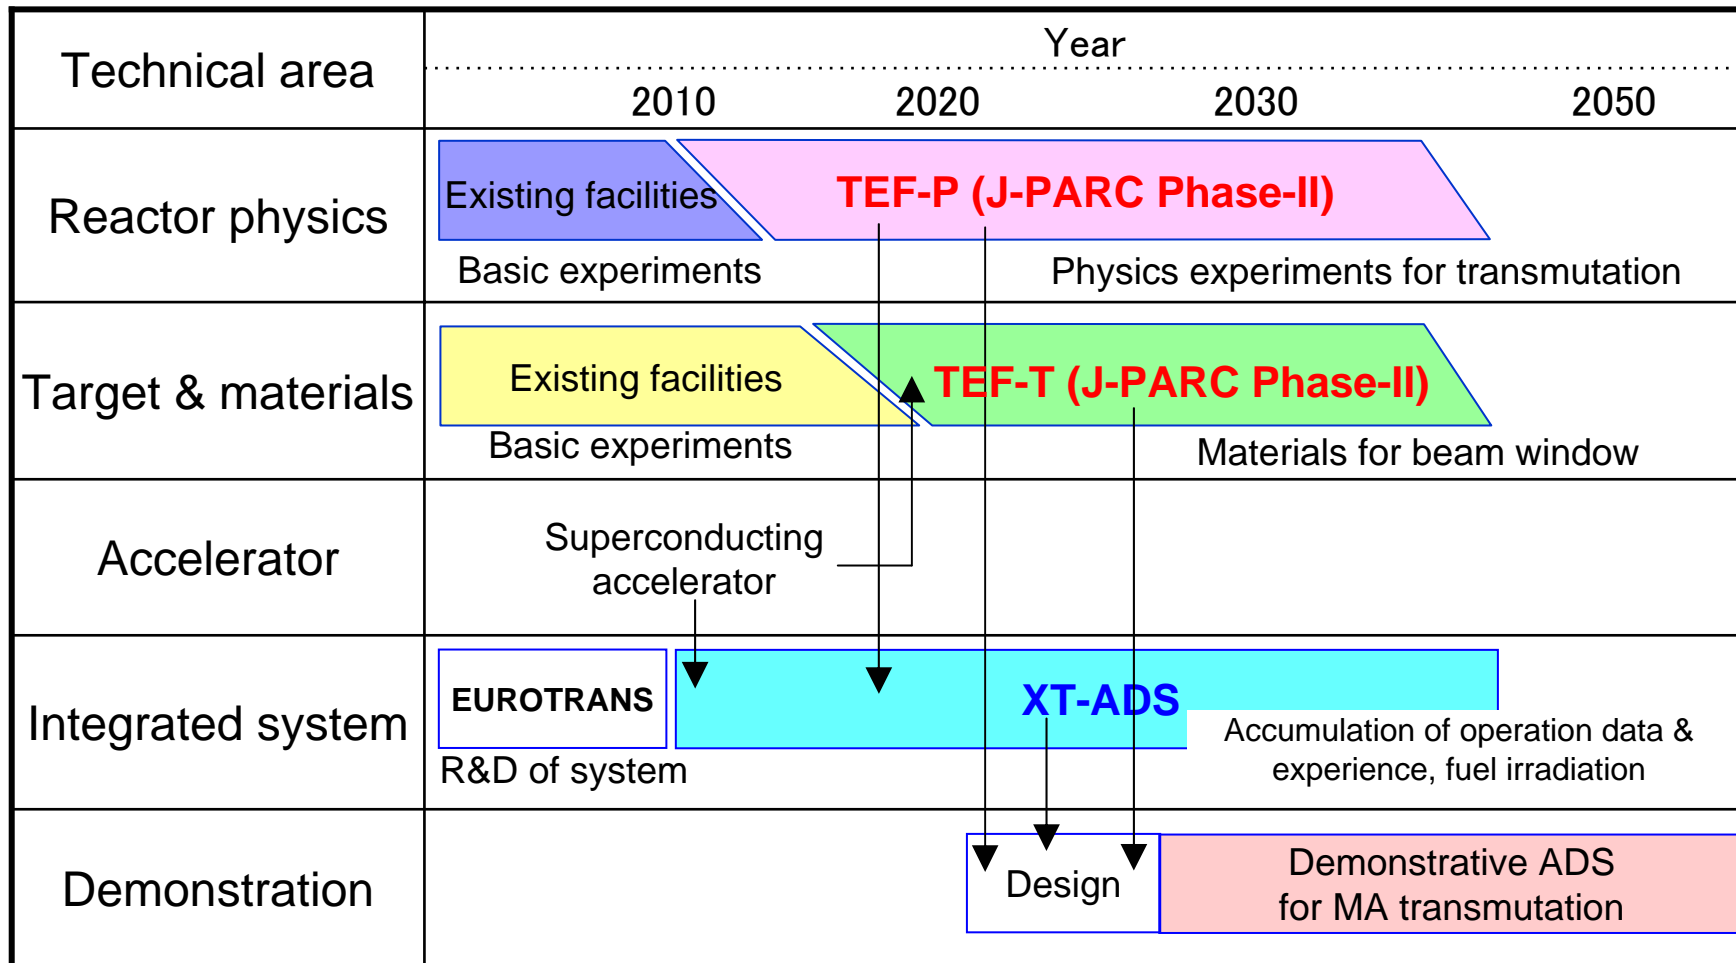 Technical area
Year
2010 2020 2030 2050
Reactor physics
Existing facilities
TEF-P (J-PARC Phase-II)
Basic experiments
Physics experiments for transmutation
Target & materials
Existing facilities
TEF-T (J-PARC Phase-II)
Basic experiments
Materials for beam window
Accelerator
Superconducting
accelerator
Integrated system
EUROTRANS
XT-ADS
R&D of system
Accumulation of operation data &
experience, fuel irradiation
Demonstration
Design
Demonstrative ADS
for MA transmutation